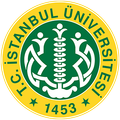 T.C. İSTANBUL ÜNİVERSİTESİ
1453